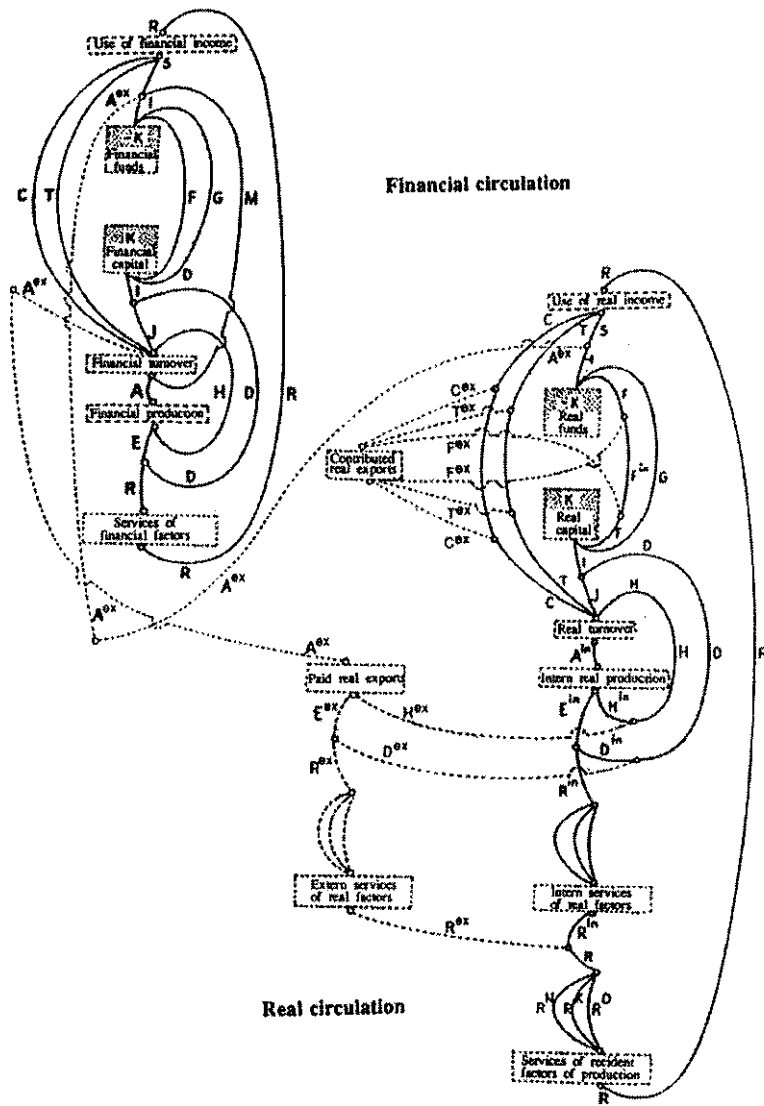 R
Use of financial income
S
A^ex
I
K
Financial
funds
C
T
F
G
M
K
Financial
capital
D
I
A^ex
J
Financial turnover
A
H
D
R
Financial production
E
D
R
Services of
financial factors
R
A^ex
A^ex
Financial circulation
R
Use of real income
C
T
S
A^ex
I
K
Real
funds
F
C^ex
T^ex
F^ex
Contributed
real exports
F^ex
T^ex
C^ex
F^in
G
K
Real
capital
T
D
I
T
H
C
J
Real turnover
A^in
H
D
R
Intern real production
E^in
H^in
D^in
R^in
A^ex
Paid real export
E^ex
H^ex
D^ex
R^ex
Extern services
of real factors
Intern services
of real factors
R^ex
R^in
R
Real circulation
R^N
R^K
R^D
Services of recident
factors of production
R